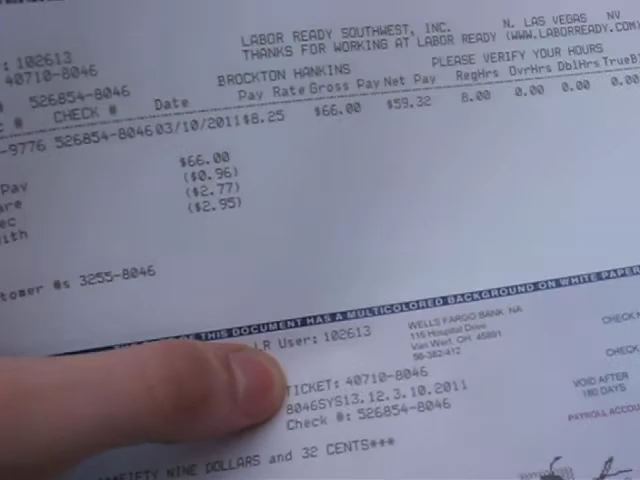 LABOR READY SOUTHWEST, INC. N. LAS VEGAS NV
THANKS FOR WORKING AT LABOR READY (WWW.LABORREADY.COM)
: 102613
40710-8046
# 526854-8046
BROCKTON HANKINS PLEASE VERIFY YOUR HOURS
# CHECK # Date Pay Rate Gross Pay Net Pay RegHrs OvrHrs DblHrs
-9776 526854-8046 03/10/2011 $8.25 $66.00 $59.32 8.00 0.00 0.00 0.00
Pay $66.00
($0.96)
($2.77)
($2.95)
tomer #s 3255-8046
THIS DOCUMENT HAS A MULTICOLORED BACKGROUND ON WHITE PAPER
LR User: 102613
WELLS FARGO BANK, NA
115 Hospital Drive
Van Wert, OH, 45891
56-382/412
TICKET: 40710-8046
8046SYS13.12.3.10.2011
Check #: 526854-8046
CHECK
CHECK
VOID AFTER
180 DAYS
PAYROLL ACCOU
FIFTY NINE DOLLARS and 32 CENTS***